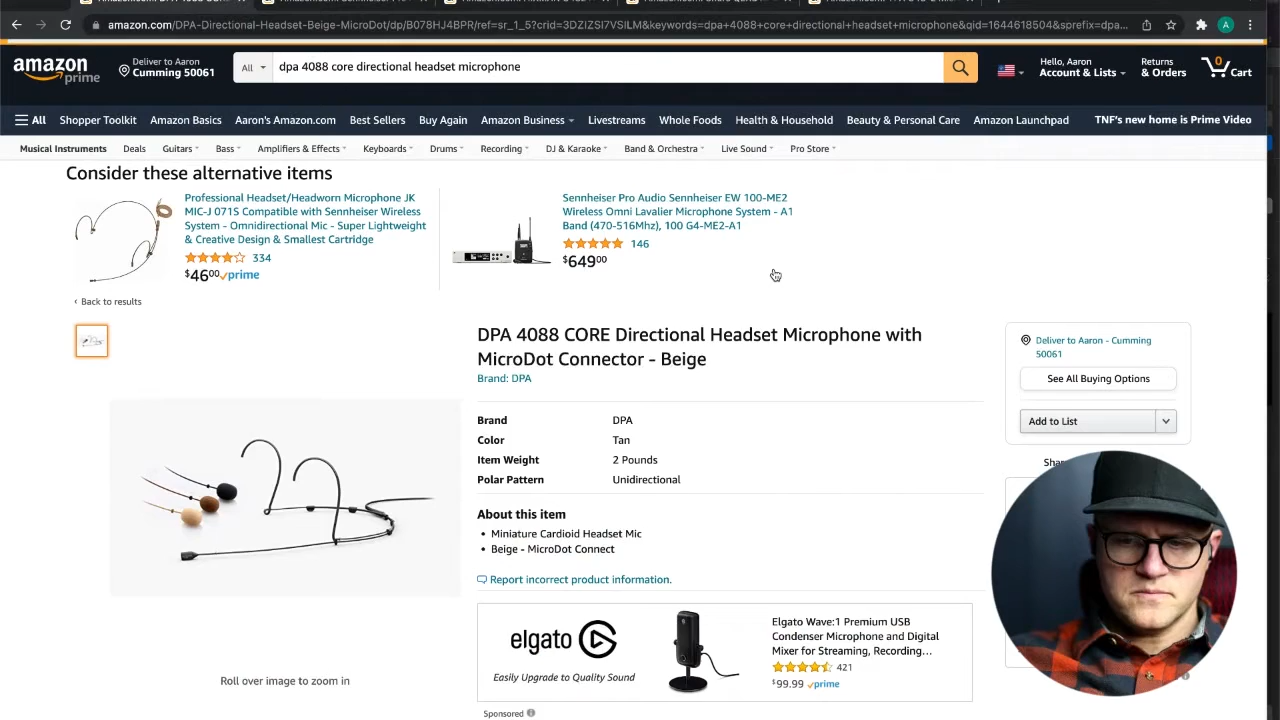 amazon.com/DPA-Directional-Headset-Beige-MicroDot/dp/B078HJ4BPR/ref=sr_1_5?crid=3DZIZSI7VSILM&keywords=dpa+4088+core+directional+headset+microphone&qid=1644618504&sprefix=dpa...
A
amazon
prime
Deliver to Aaron
Cumming 50061
All
dpa 4088 core directional headset microphone
Hello, Aaron
Account & Lists
Returns
& Orders
0
Cart
All
Shopper Toolkit
Amazon Basics
Aaron's Amazon.com
Best Sellers
Buy Again
Amazon Business
Livestreams
Whole Foods
Health & Household
Beauty & Personal Care
Amazon Launchpad
TNF's new home is Prime Video
Musical Instruments
Deals
Guitars
Bass
Amplifiers & Effects
Keyboards
Drums
Recording
DJ & Karaoke
Band & Orchestra
Live Sound
Pro Store
Consider these alternative items
Professional Headset/Headworn Microphone JK
MIC-J 071S Compatible with Sennheiser Wireless
System - Omnidirectional Mic - Super Lightweight
& Creative Design & Smallest Cartridge
334
$4600 prime
Sennheiser Pro Audio Sennheiser EW 100-ME2
Wireless Omni Lavalier Microphone System - A1
Band (470-516Mhz), 100 G4-ME2-A1
146
$64900
‹ Back to results
DPA 4088 CORE Directional Headset Microphone with
MicroDot Connector - Beige
Brand: DPA
Brand DPA
Color Tan
Item Weight 2 Pounds
Polar Pattern Unidirectional
About this item
• Miniature Cardioid Headset Mic
• Beige - MicroDot Connect
Report incorrect product information.
Deliver to Aaron - Cumming
50061
See All Buying Options
Add to List
elgato
Easily Upgrade to Quality Sound
Elgato Wave:1 Premium USB
Condenser Microphone and Digital
Mixer for Streaming, Recording...
421
$99.99 prime
Roll over image to zoom in
Sponsored